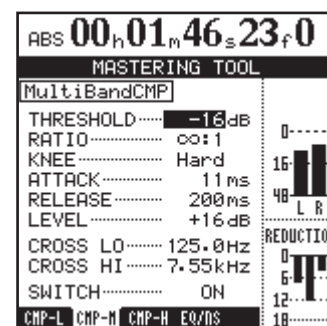 ABS 00h01m46s23f0
MASTERING TOOL
MultiBandCMP
THRESHOLD -16dB
RATIO ∞:1
KNEE Hard
ATTACK 11ms
RELEASE 200ms
LEVEL +16dB
CROSS LO 125.0Hz
CROSS HI 7.55kHz
SWITCH ON
CMP-L CMP-M CMP-H EQ/NS
0
16
48
L R
REDUCTIO
0
6
12
18